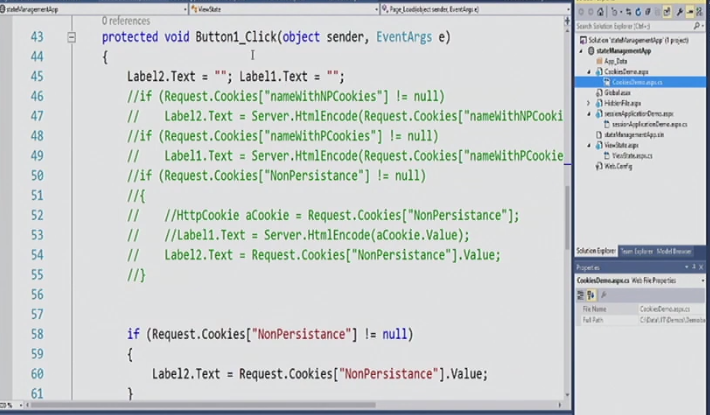 stateManagementApp
ViewState
Page_Load(object sender, EventArgs e)
0 references
43 protected void Button1_Click(object sender, EventArgs e)
44 {
45 Label2.Text = ""; Label1.Text = "";
46 //if (Request.Cookies["nameWithNPCookies"] != null)
47 // Label2.Text = Server.HtmlEncode(Request.Cookies["nameWithNPCooki
48 //if (Request.Cookies["nameWithPCookies"] != null)
49 // Label1.Text = Server.HtmlEncode(Request.Cookies["nameWithPCookie
50 //if (Request.Cookies["NonPersistance"] != null)
51 //{
52 // //HttpCookie aCookie = Request.Cookies["NonPersistance"];
53 // //Label1.Text = Server.HtmlEncode(aCookie.Value);
54 // Label2.Text = Request.Cookies["NonPersistance"].Value;
55 //}
56
57
58 if (Request.Cookies["NonPersistance"] != null)
59 {
60 Label2.Text = Request.Cookies["NonPersistance"].Value;
61 }
Solution Explorer
Search Solution Explorer (Ctrl+;)
Solution 'stateManagementApp' (1 project)
stateManagementApp
App_Data
CookiesDemo.aspx
CookiesDemo.aspx.cs
Global.asax
HiddenField.aspx
sessionApplicationDemo.aspx
sessionApplicationDemo.aspx.cs
stateManagementApp.sln
ViewState.aspx
ViewState.aspx.cs
Web.Config
Solution Explorer Team Explorer Model Browser
Properties
CookiesDemo.aspx.cs Web File Properties
File Name CookiesDemo.aspx.cs
Full Path